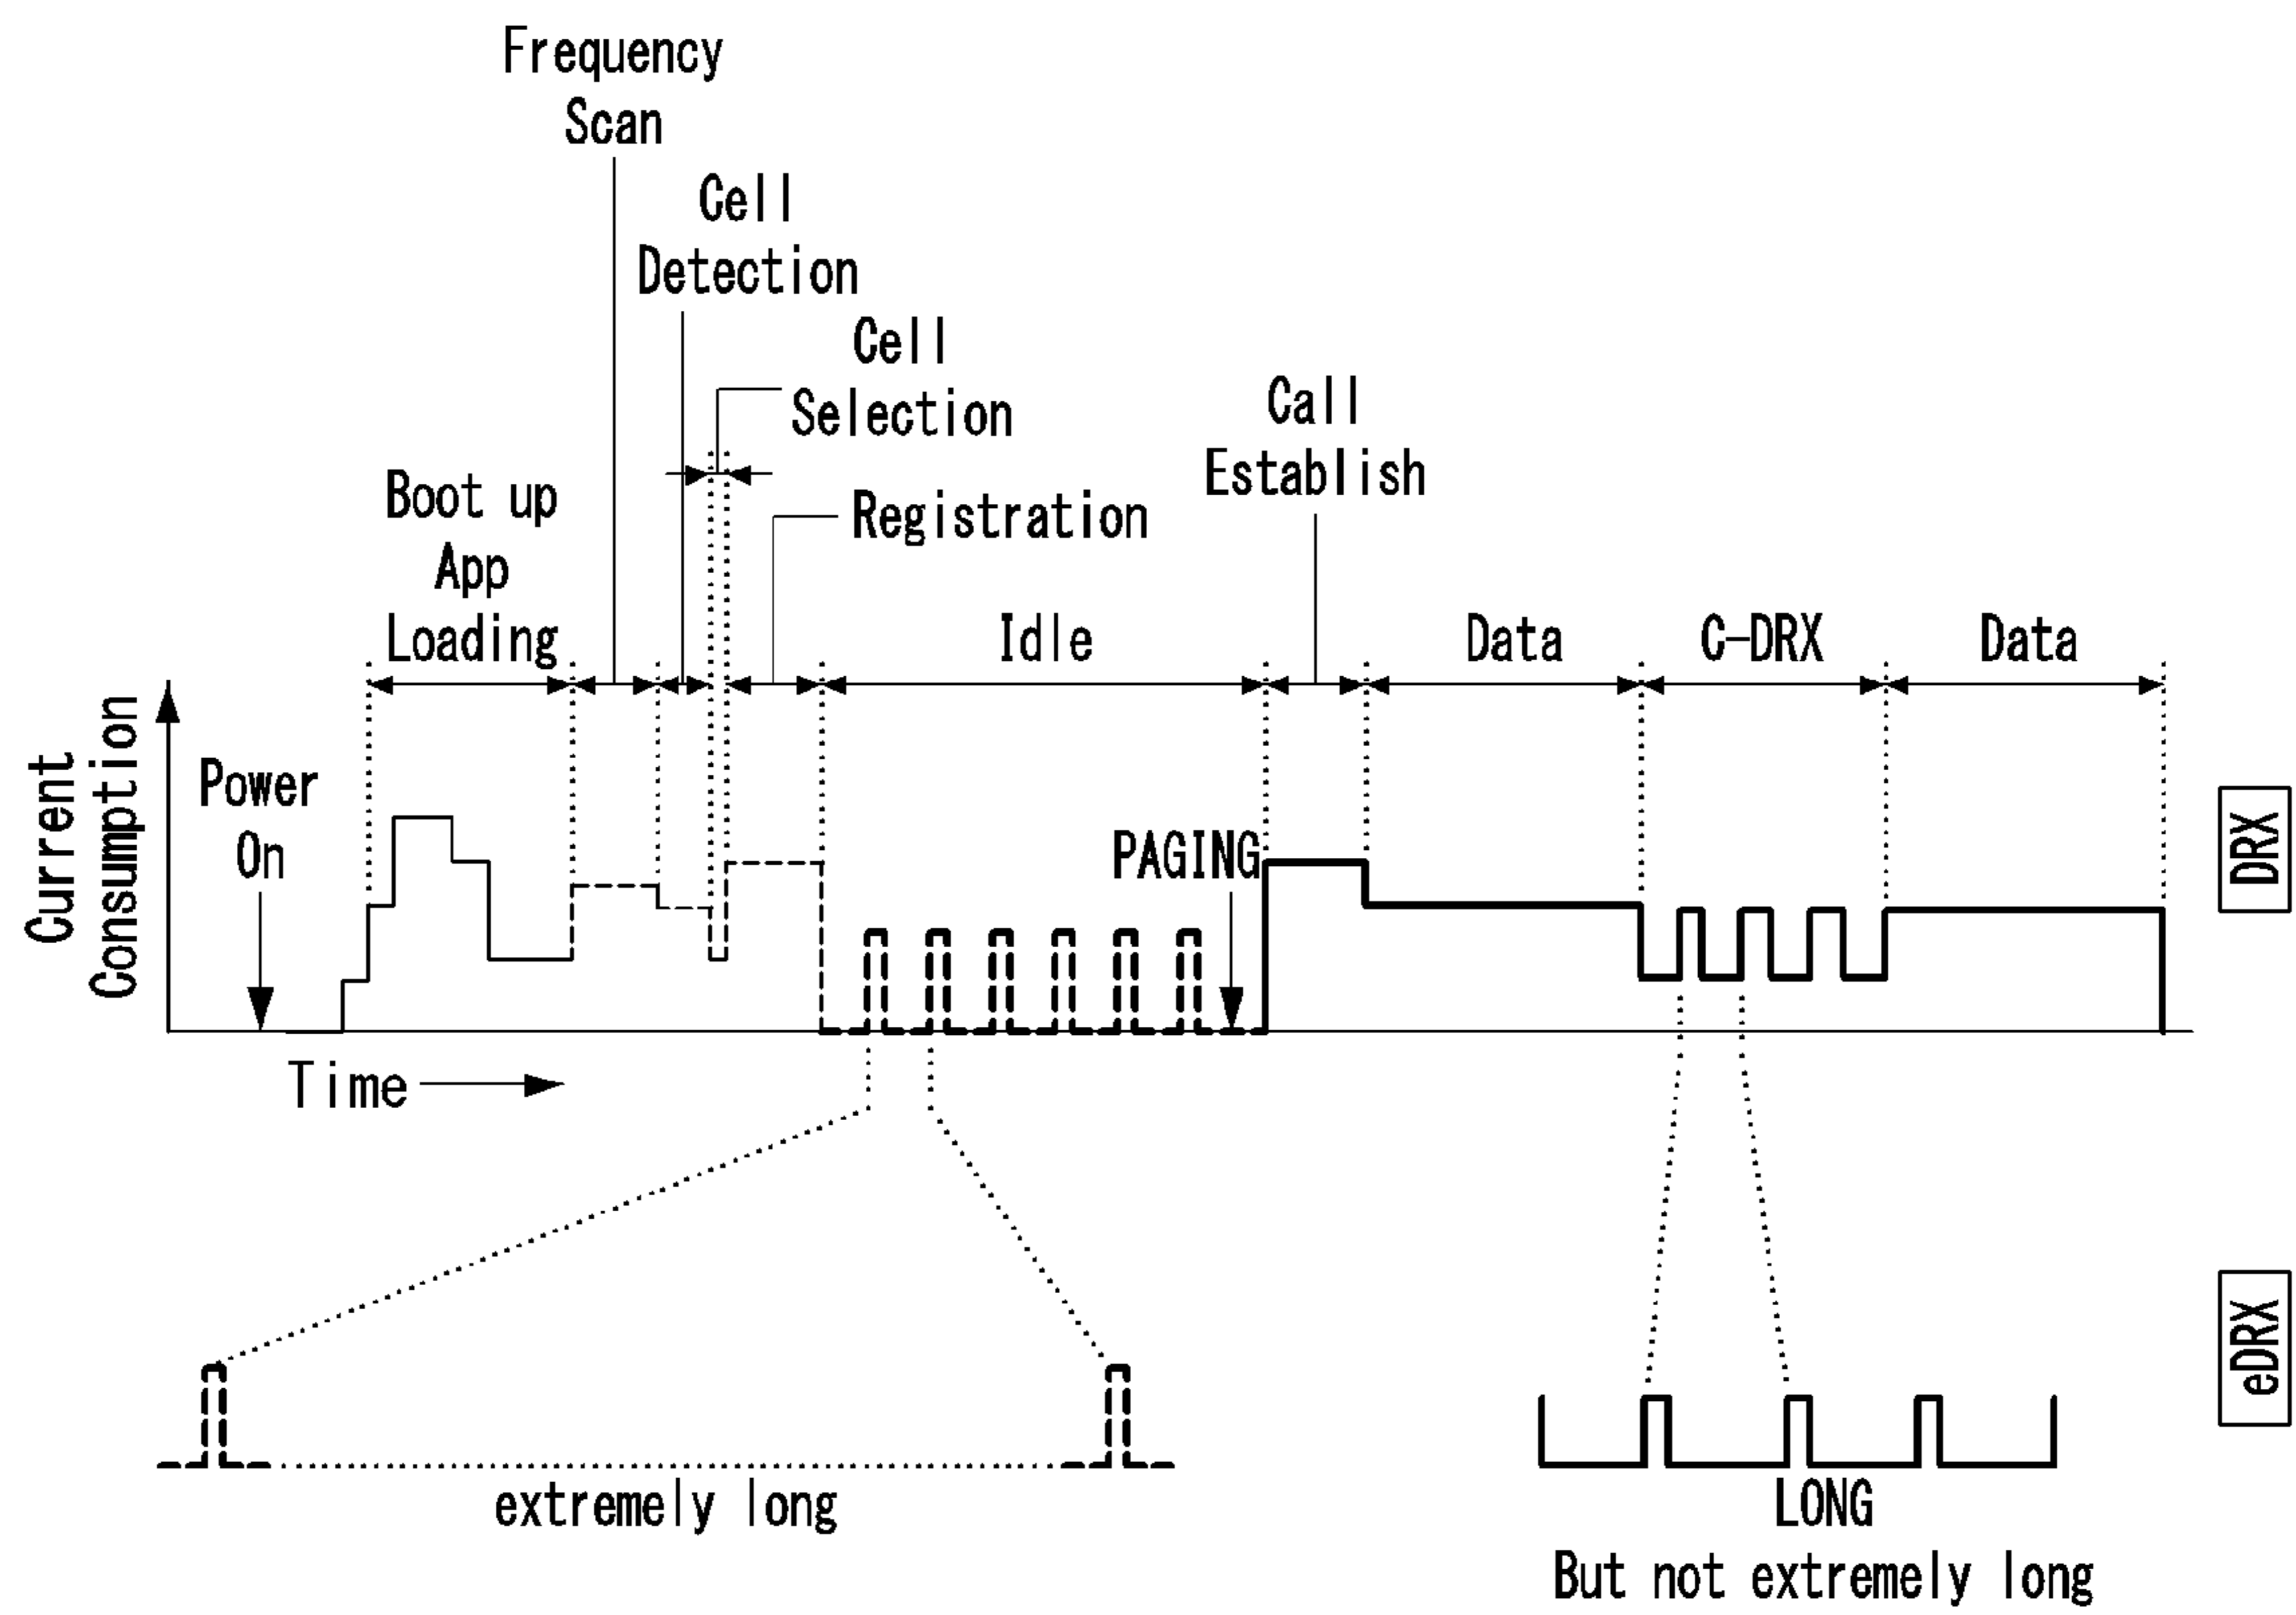 Frequency
Scan
Cell
Detection
Cell
Selection
Call
Establish
Boot up
App
Loading
Registration
Idle
Data
C-DRX
Data
Current
Consumption
Power
On
PAGING
DRX
Time
eDRX
extremely long
LONG
But not extremely long